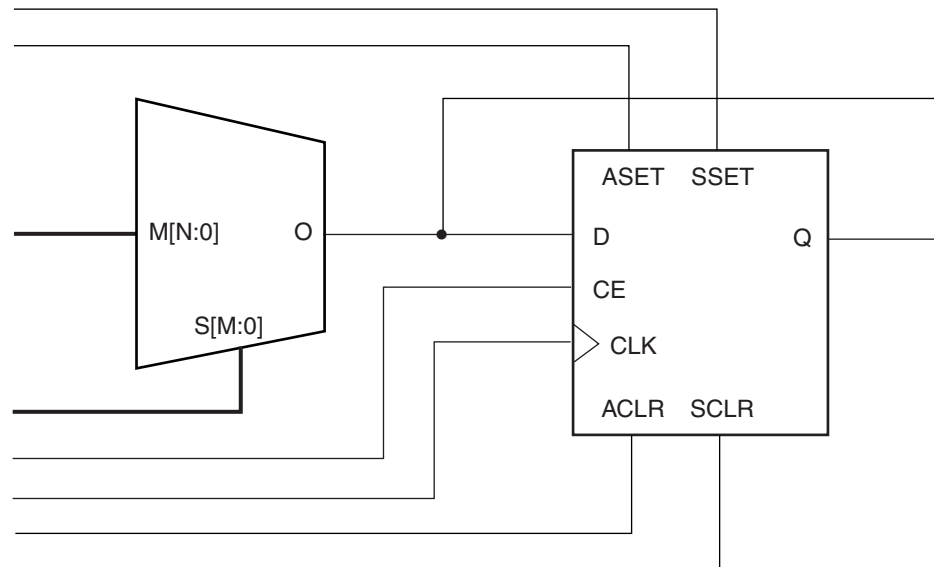 ASET SSET
M[N:0] O
D Q
CE
S[M:0]
CLK
ACLR SCLR